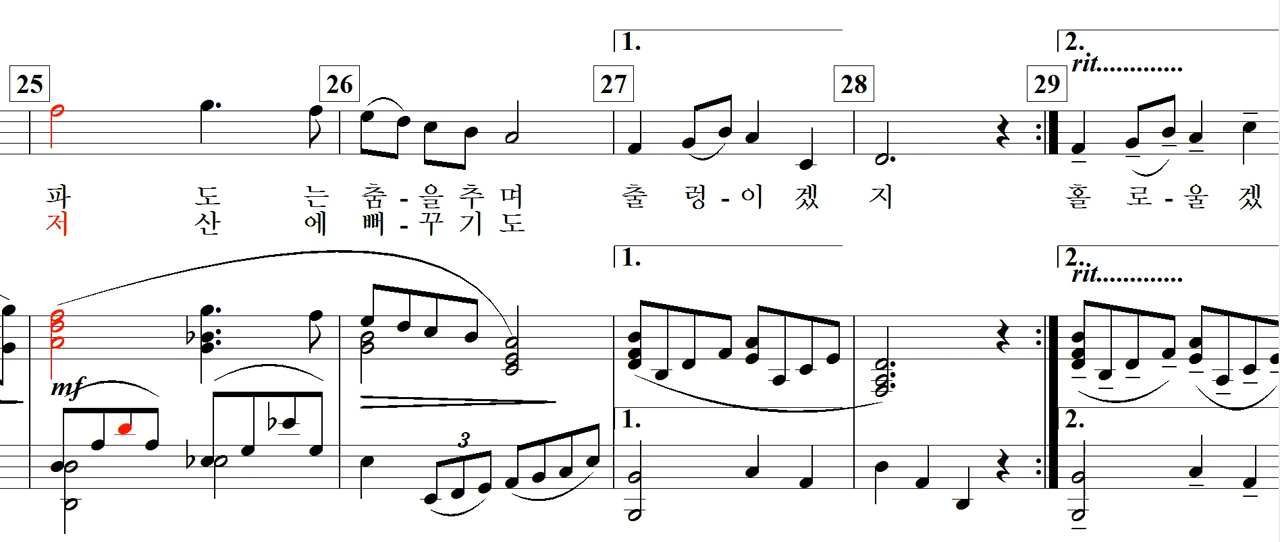 1. 2.
rit.............
25 26 27 28 29
파 도 는 춤 - 을 추 며 출 렁 - 이 겠 지 홀 로 - 울 겠
저 산 에 뻐 - 꾸 기 도
1. 2.
rit.............
mf
1. 2.
3